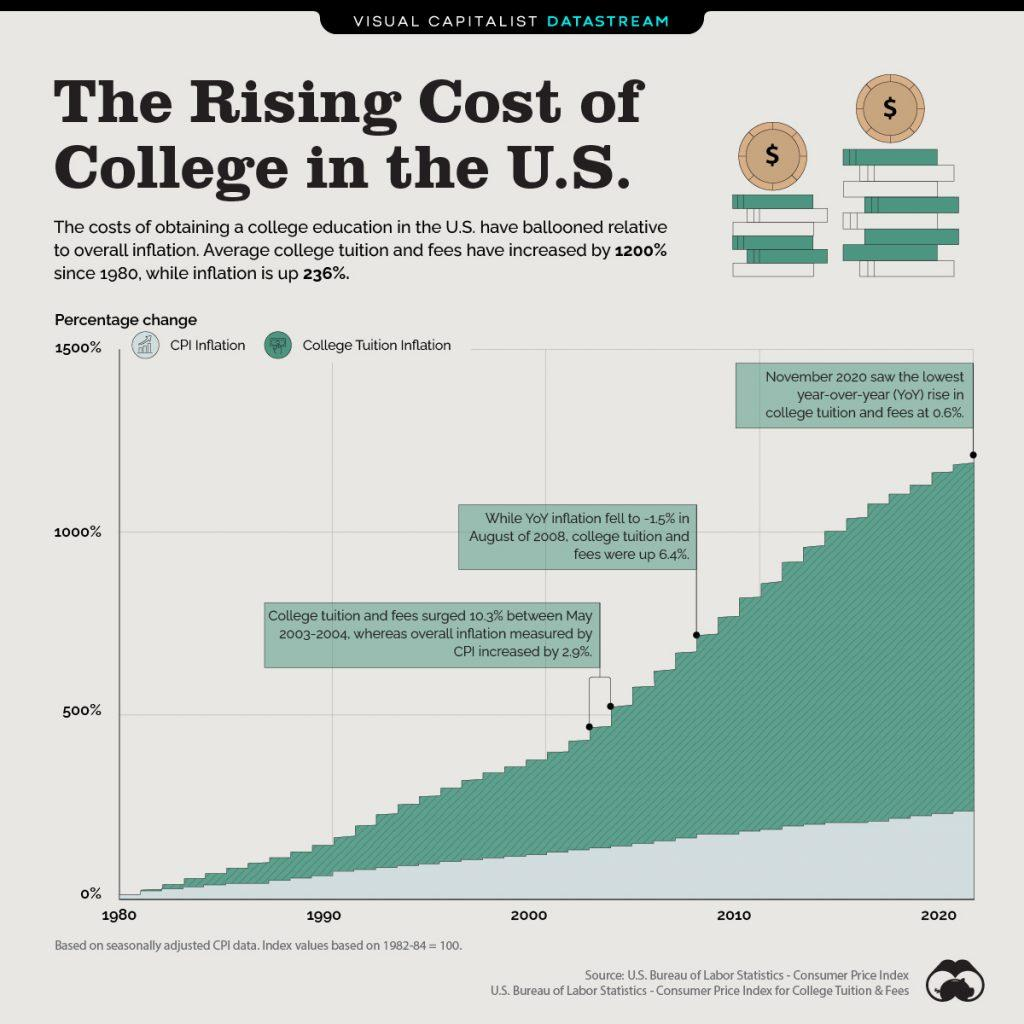 VISUAL CAPITALIST DATASTREAM
The Rising Cost of
College in the U.S.
$
$
The costs of obtaining a college education in the U.S. have ballooned relative
to overall inflation. Average college tuition and fees have increased by 1200%
since 1980, while inflation is up 236%.
Percentage change
1500%
CPI Inflation
College Tuition Inflation
November 2020 saw the lowest
year-over-year (YoY) rise in
college tuition and fees at 0.6%.
1000%
While YoY inflation fell to -1.5% in
August of 2008, college tuition and
fees were up 6.4%.
College tuition and fees surged 10.3% between May
2003-2004, whereas overall inflation measured by
CPI increased by 2.9%.
500%
0%
1980
1990
2000
2010
2020
Based on seasonally adjusted CPI data. Index values based on 1982-84 = 100.
Source: U.S. Bureau of Labor Statistics - Consumer Price Index
U.S. Bureau of Labor Statistics - Consumer Price Index for College Tuition & Fees